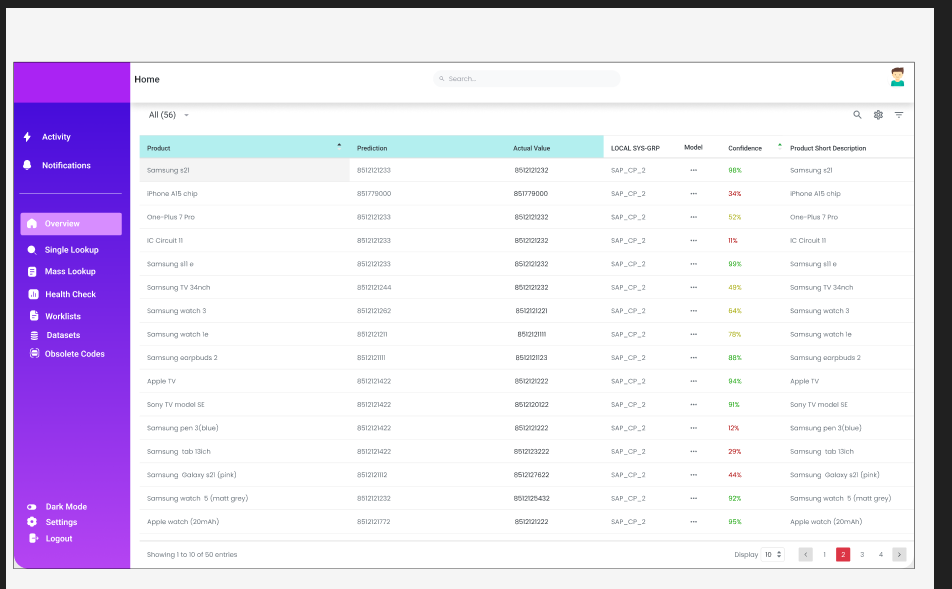 Home
Search...
All (56)
Activity
Notifications
Overview
Single Lookup
Mass Lookup
Health Check
Worklists
Datasets
Obsolete Codes
Dark Mode
Settings
Logout
Product Prediction Actual Value LOCAL SYS-GRP Model Confidence Product Short Description
Samsung s21 8512121233 8512121232 SAP_CP_2 ... 98% Samsung s21
iPhone A15 chip 851779000 851779000 SAP_CP_2 ... 34% iPhone A15 chip
One-Plus 7 Pro 8512121233 8512121232 SAP_CP_2 ... 52% One-Plus 7 Pro
IC Circuit 11 8512121233 8512121232 SAP_CP_2 ... 11% IC Circuit 11
Samsung s11 e 8512121233 8512121232 SAP_CP_2 ... 99% Samsung s11 e
Samsung TV 34nch 8512121244 8512121232 SAP_CP_2 ... 49% Samsung TV 34nch
Samsung watch 3 8512121262 8512121221 SAP_CP_2 ... 64% Samsung watch 3
Samsung watch 1e 8512121211 8512121111 SAP_CP_2 ... 78% Samsung watch 1e
Samsung earpbuds 2 8512121111 8512121123 SAP_CP_2 ... 88% Samsung earpbuds 2
Apple TV 8512121422 8512121222 SAP_CP_2 ... 94% Apple TV
Sony TV model SE 8512121422 8512120122 SAP_CP_2 ... 91% Sony TV model SE
Samsung pen 3(blue) 8512121422 8512121222 SAP_CP_2 ... 12% Samsung pen 3(blue)
Samsung tab 13ich 8512121422 8512123222 SAP_CP_2 ... 29% Samsung tab 13ich
Samsung Galaxy s21 (pink) 8512121112 8512127622 SAP_CP_2 ... 44% Samsung Galaxy s21 (pink)
Samsung watch 5 (matt grey) 8512121232 8512125432 SAP_CP_2 ... 92% Samsung watch 5 (matt grey)
Apple watch (20mAh) 8512121772 8512121222 SAP_CP_2 ... 95% Apple watch (20mAh)
Showing 1 to 10 of 50 entries
Display 10 < 1 2 3 4 >